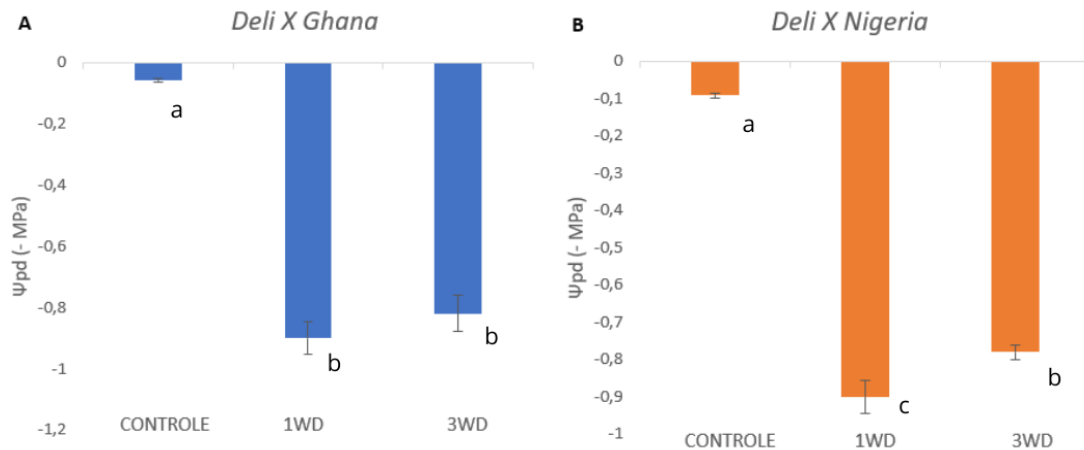 A
Deli X Ghana
Ψpd (- MPa)
0
-0,2
-0,4
-0,6
-0,8
-1
-1,2
a
b
b
CONTROLE 1WD 3WD
B
Deli X Nigeria
Ψpd (- MPa)
0
-0,1
-0,2
-0,3
-0,4
-0,5
-0,6
-0,7
-0,8
-0,9
-1
a
c
b
CONTROLE 1WD 3WD